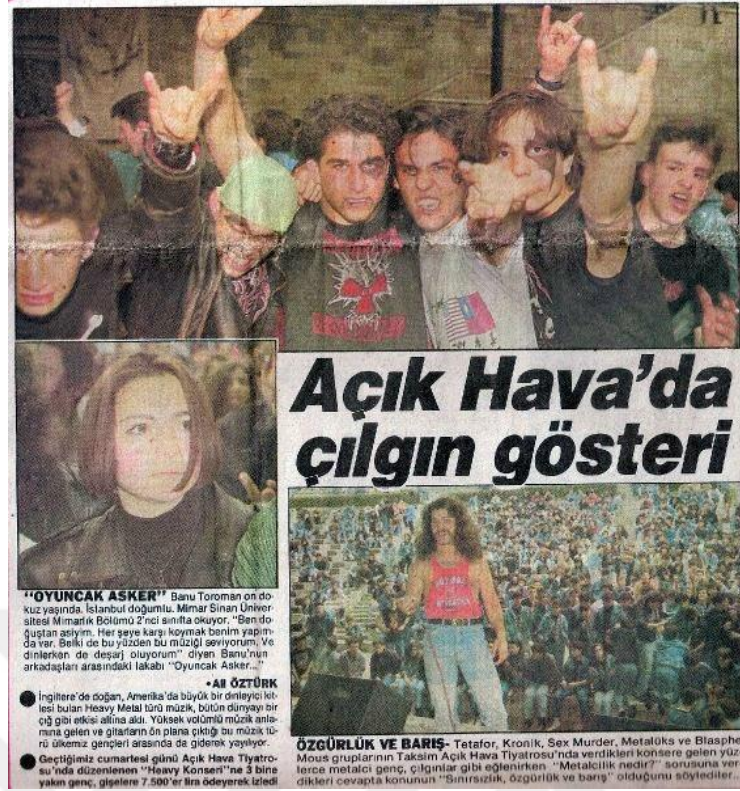 Açık Hava'da
çılgın gösteri
"OYUNCAK ASKER" Banu Toroman on do-
kuz yaşında. İstanbul doğumlu. Mimar Sinan Üniver-
sitesi Mimarlık Bölümü 2'nci sınıfta okuyor. "Ben do-
ğuştan asiyim. Her şeye karşı koymak benim yapım-
da var. Belki de bu yüzden bu müziği seviyorum. Ve
dinlerken de deşarj oluyorum" diyen Banu'nun
arkadaşları arasındaki lakabı "Oyuncak Asker..."
•Ali ÖZTÜRK
● İngiltere'de doğan, Amerika'da büyük bir dinleyici kit-
lesi bulan Heavy Metal türü müzik, bütün dünyayı bir
çığ gibi etkisi altına aldı. Yüksek volümlü müzik anla-
mına gelen ve gitarların ön plana çıktığı bu müzik tü-
rü ülkemiz gençleri arasında da giderek yayılıyor.
● Geçtiğimiz cumartesi günü Açık Hava Tiyatro-
su'nda düzenlenen "Heavy Konseri"ne 3 bine
yakın genç, gişelere 7.500'er lira ödeyerek izledi
ÖZGÜRLÜK VE BARIŞ- Tetafor, Kronik, Sex Murder, Metalüks ve Blasphe
Mous gruplarının Taksim Açık Hava Tiyatrosu'nda verdikleri konsere gelen yüz
lerce metalci genç, çılgınlar gibi eğlenirken "Metalcilik nedir?" sorusuna ver
dikleri cevapta konunun "Sınırsızlık, özgürlük ve barış" olduğunu söylediler...